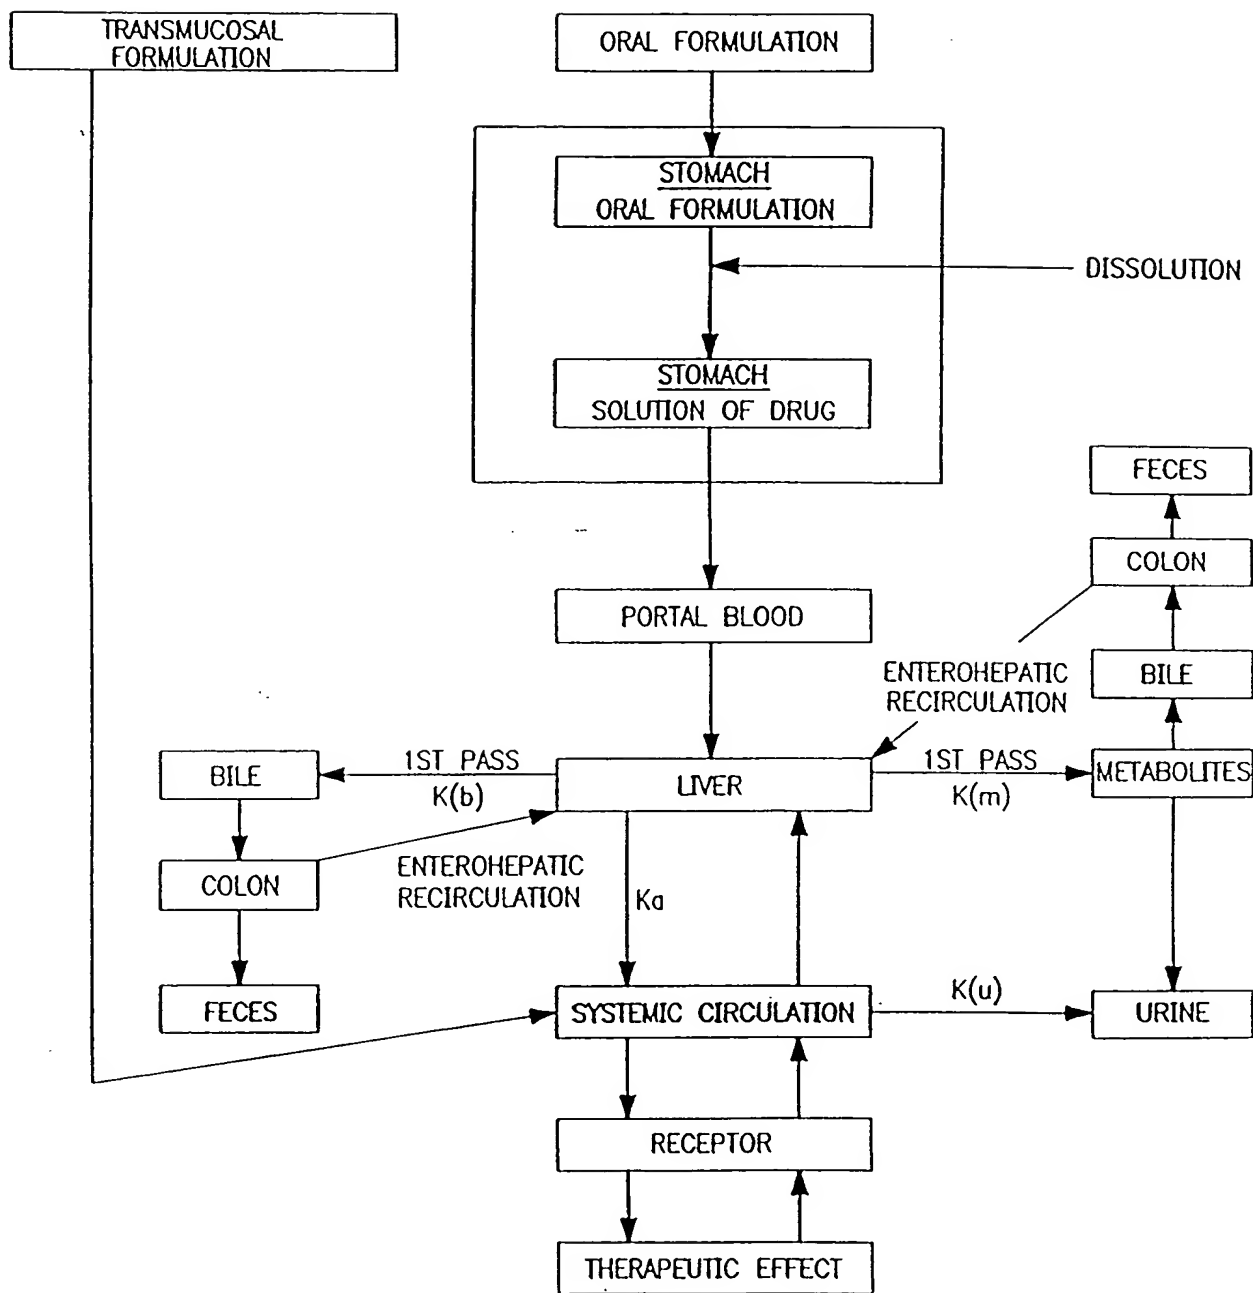 TRANSMUCOSAL
FORMULATION
ORAL FORMULATION
STOMACH
ORAL FORMULATION
DISSOLUTION
STOMACH
SOLUTION OF DRUG
FECES
COLON
PORTAL BLOOD
ENTEROHEPATIC
RECIRCULATION
BILE
BILE
1ST PASS
K(b)
LIVER
1ST PASS
K(m)
METABOLITES
COLON
ENTEROHEPATIC
RECIRCULATION
Ka
FECES
SYSTEMIC CIRCULATION
K(u)
URINE
RECEPTOR
THERAPEUTIC EFFECT